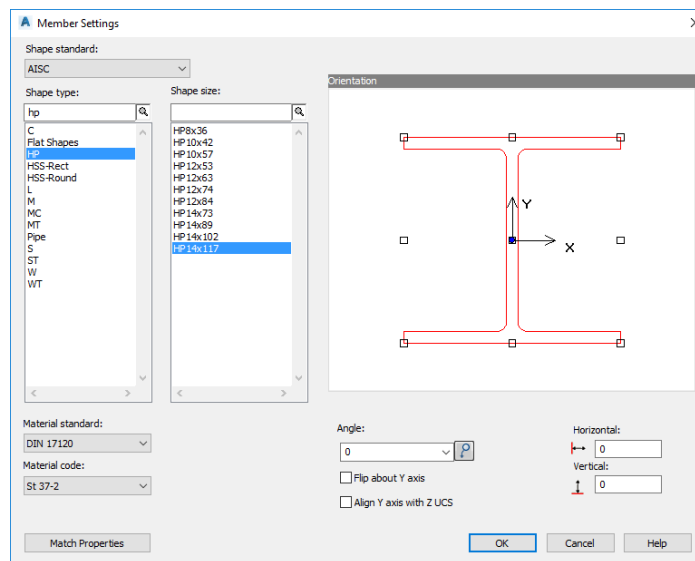 Member Settings
Shape standard:
AISC
Shape type:
Shape size:
hp
C
Flat Shapes
HP
HSS-Rect
HSS-Round
L
M
MC
MT
Pipe
S
ST
W
WT
HP8x36
HP10x42
HP10x57
HP12x53
HP12x63
HP12x74
HP12x84
HP14x73
HP14x89
HP14x102
HP14x117
Orientation
Y
X
Material standard:
DIN 17120
Material code:
St 37-2
Angle:
0
Flip about Y axis
Align Y axis with Z UCS
Horizontal:
0
Vertical:
0
Match Properties
OK
Cancel
Help